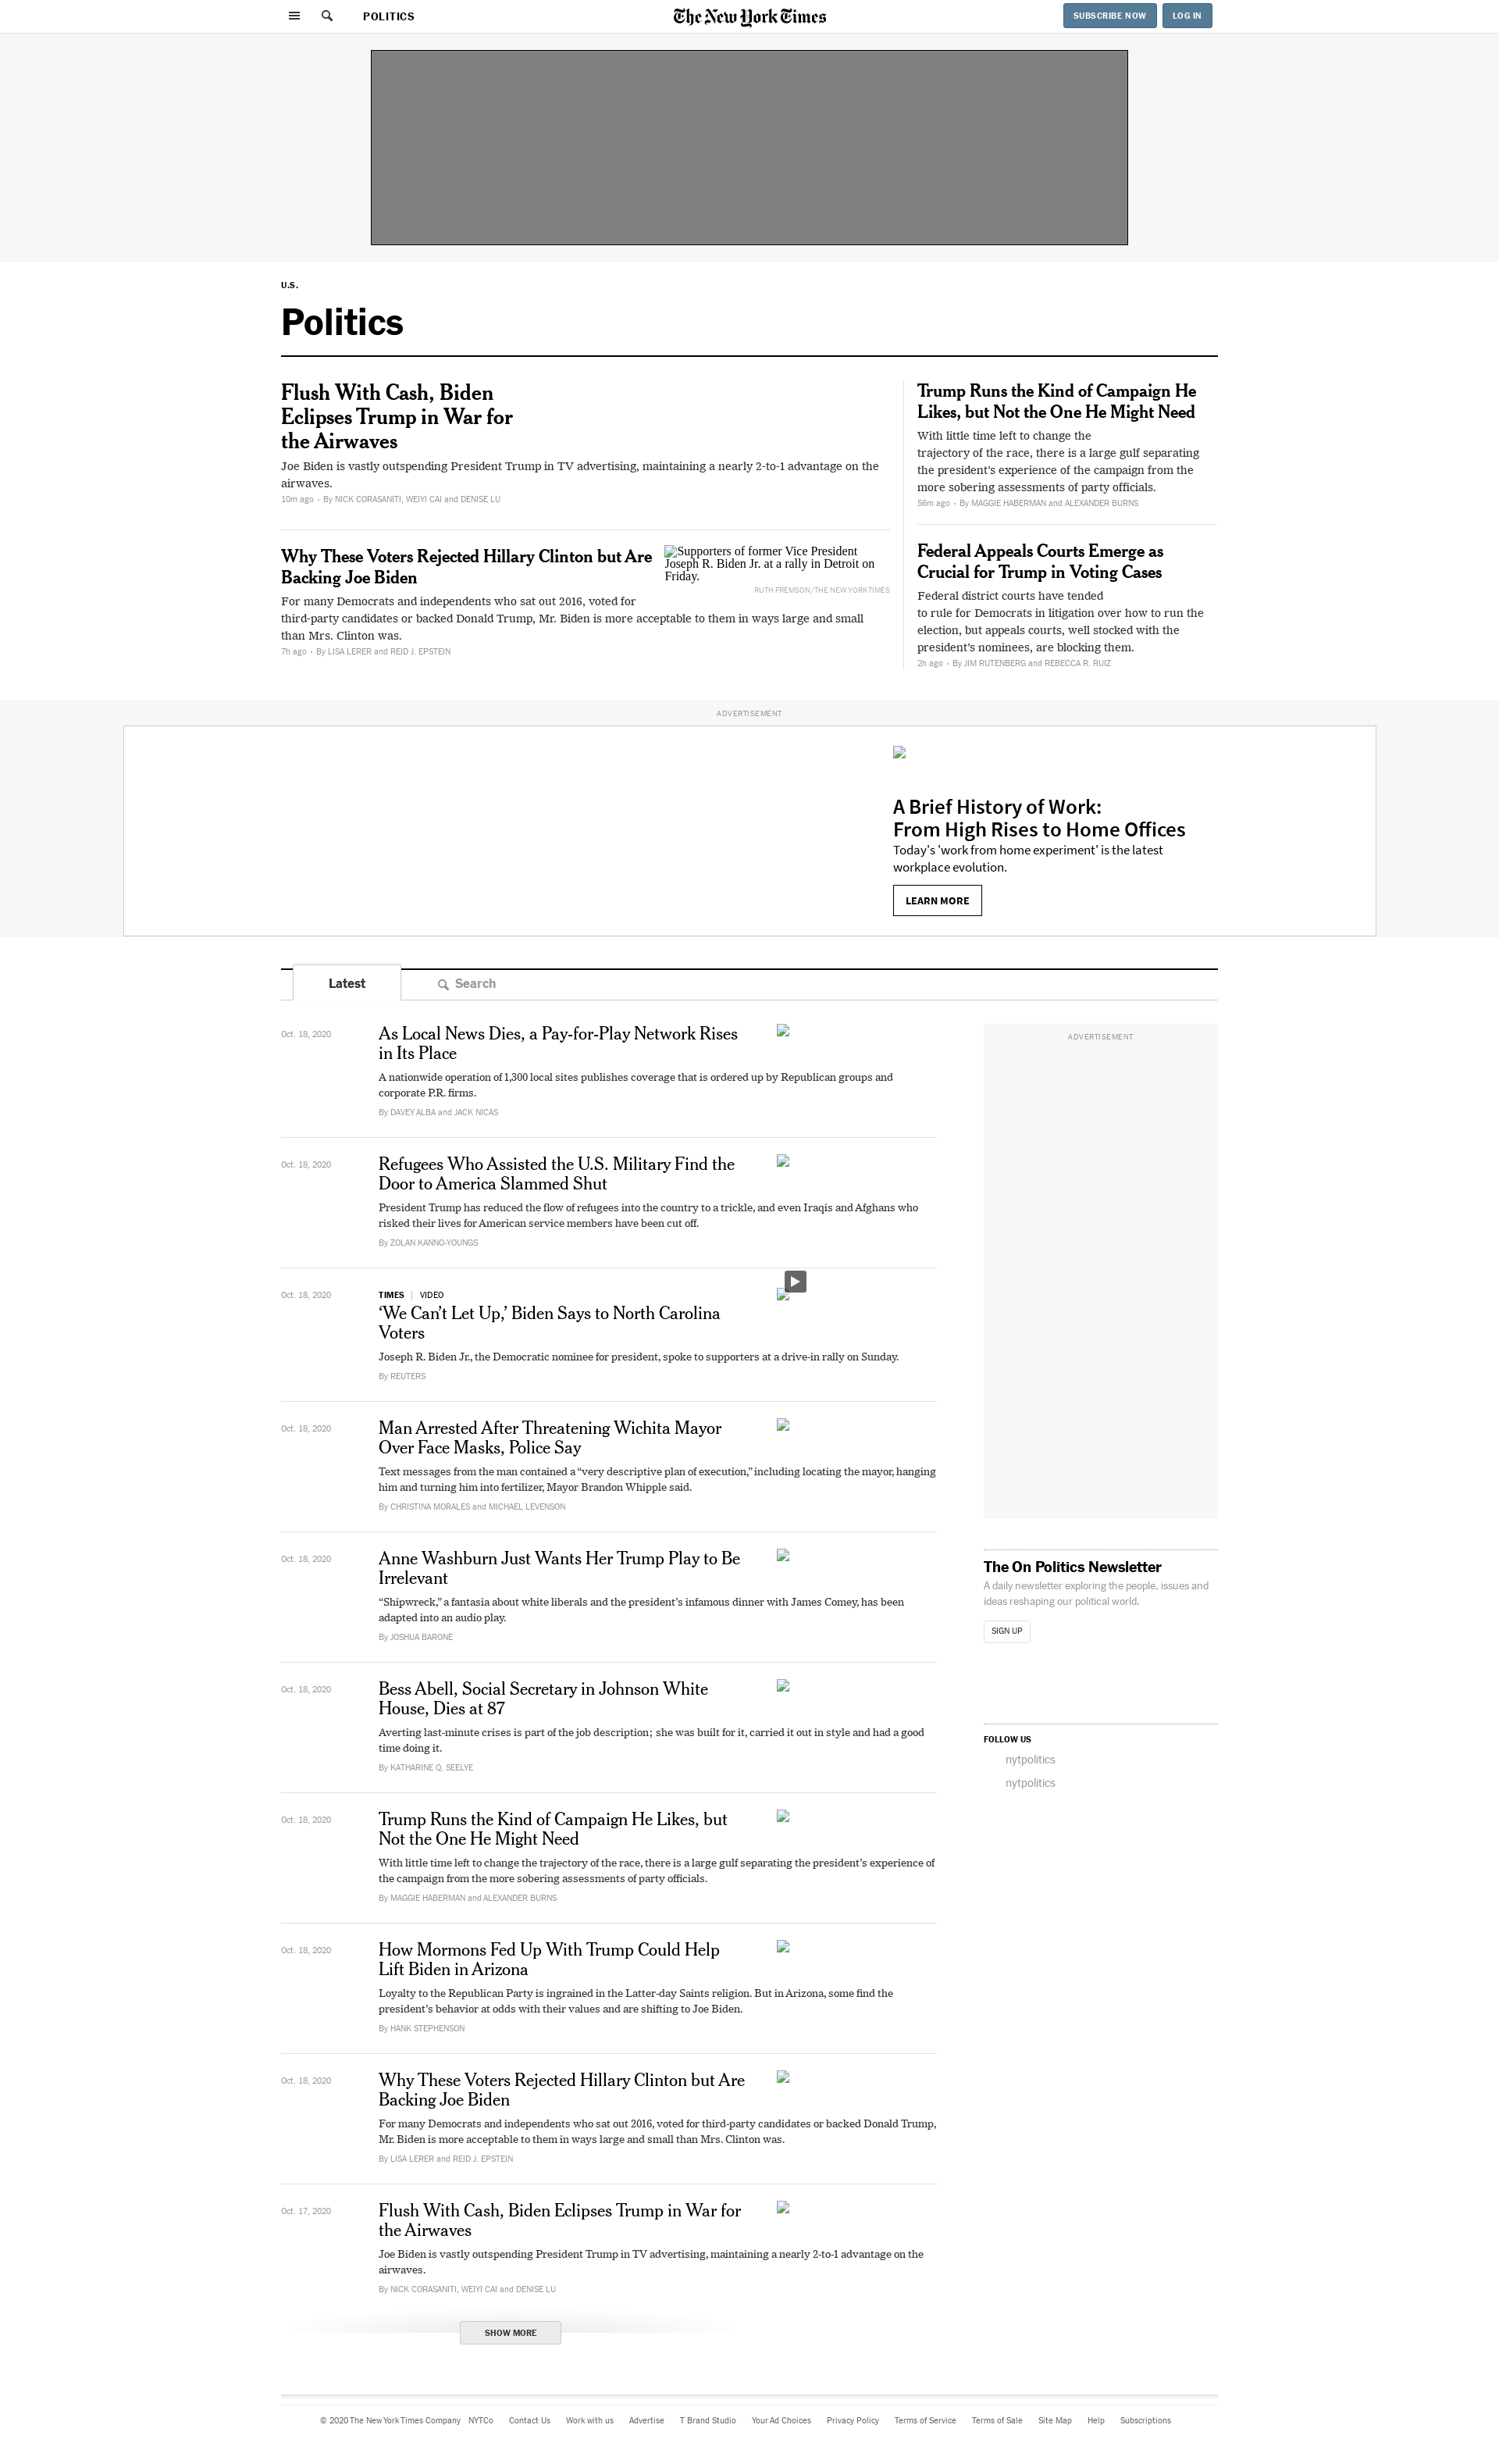 POLITICS
The New York Times
SUBSCRIBE NOW
LOG IN
U.S.
Politics
Flush With Cash, Biden
Eclipses Trump in War for
the Airwaves
Joe Biden is vastly outspending President Trump in TV advertising, maintaining a nearly 2-to-1 advantage on the
airwaves.
10m ago • By NICK CORASANITI, WEIYI CAI and DENISE LU
Why These Voters Rejected Hillary Clinton but Are
Backing Joe Biden
Supporters of former Vice President
Joseph R. Biden Jr. at a rally in Detroit on
Friday.
RUTH FREMSON/THE NEW YORK TIMES
For many Democrats and independents who sat out 2016, voted for
third-party candidates or backed Donald Trump, Mr. Biden is more acceptable to them in ways large and small
than Mrs. Clinton was.
7h ago • By LISA LERER and REID J. EPSTEIN
Trump Runs the Kind of Campaign He
Likes, but Not the One He Might Need
With little time left to change the
trajectory of the race, there is a large gulf separating
the president’s experience of the campaign from the
more sobering assessments of party officials.
56m ago • By MAGGIE HABERMAN and ALEXANDER BURNS
Federal Appeals Courts Emerge as
Crucial for Trump in Voting Cases
Federal district courts have tended
to rule for Democrats in litigation over how to run the
election, but appeals courts, well stocked with the
president’s nominees, are blocking them.
2h ago • By JIM RUTENBERG and REBECCA R. RUIZ
ADVERTISEMENT
A Brief History of Work:
From High Rises to Home Offices
Today's 'work from home experiment' is the latest
workplace evolution.
LEARN MORE
Latest
Search
Oct. 18, 2020
As Local News Dies, a Pay-for-Play Network Rises
in Its Place
A nationwide operation of 1,300 local sites publishes coverage that is ordered up by Republican groups and
corporate P.R. firms.
By DAVEY ALBA and JACK NICAS
Oct. 18, 2020
Refugees Who Assisted the U.S. Military Find the
Door to America Slammed Shut
President Trump has reduced the flow of refugees into the country to a trickle, and even Iraqis and Afghans who
risked their lives for American service members have been cut off.
By ZOLAN KANNO-YOUNGS
Oct. 18, 2020
TIMES | VIDEO
‘We Can’t Let Up,’ Biden Says to North Carolina
Voters
Joseph R. Biden Jr., the Democratic nominee for president, spoke to supporters at a drive-in rally on Sunday.
By REUTERS
Oct. 18, 2020
Man Arrested After Threatening Wichita Mayor
Over Face Masks, Police Say
Text messages from the man contained a “very descriptive plan of execution,” including locating the mayor, hanging
him and turning him into fertilizer, Mayor Brandon Whipple said.
By CHRISTINA MORALES and MICHAEL LEVENSON
Oct. 18, 2020
Anne Washburn Just Wants Her Trump Play to Be
Irrelevant
“Shipwreck,” a fantasia about white liberals and the president’s infamous dinner with James Comey, has been
adapted into an audio play.
By JOSHUA BARONE
Oct. 18, 2020
Bess Abell, Social Secretary in Johnson White
House, Dies at 87
Averting last-minute crises is part of the job description; she was built for it, carried it out in style and had a good
time doing it.
By KATHARINE Q. SEELYE
Oct. 18, 2020
Trump Runs the Kind of Campaign He Likes, but
Not the One He Might Need
With little time left to change the trajectory of the race, there is a large gulf separating the president’s experience of
the campaign from the more sobering assessments of party officials.
By MAGGIE HABERMAN and ALEXANDER BURNS
Oct. 18, 2020
How Mormons Fed Up With Trump Could Help
Lift Biden in Arizona
Loyalty to the Republican Party is ingrained in the Latter-day Saints religion. But in Arizona, some find the
president’s behavior at odds with their values and are shifting to Joe Biden.
By HANK STEPHENSON
Oct. 18, 2020
Why These Voters Rejected Hillary Clinton but Are
Backing Joe Biden
For many Democrats and independents who sat out 2016, voted for third-party candidates or backed Donald Trump,
Mr. Biden is more acceptable to them in ways large and small than Mrs. Clinton was.
By LISA LERER and REID J. EPSTEIN
Oct. 17, 2020
Flush With Cash, Biden Eclipses Trump in War for
the Airwaves
Joe Biden is vastly outspending President Trump in TV advertising, maintaining a nearly 2-to-1 advantage on the
airwaves.
By NICK CORASANITI, WEIYI CAI and DENISE LU
SHOW MORE
ADVERTISEMENT
The On Politics Newsletter
A daily newsletter exploring the people, issues and
ideas reshaping our political world.
SIGN UP
FOLLOW US
nytpolitics
nytpolitics
© 2020 The New York Times Company NYTCo Contact Us Work with us Advertise T Brand Studio Your Ad Choices Privacy Policy Terms of Service Terms of Sale Site Map Help Subscriptions